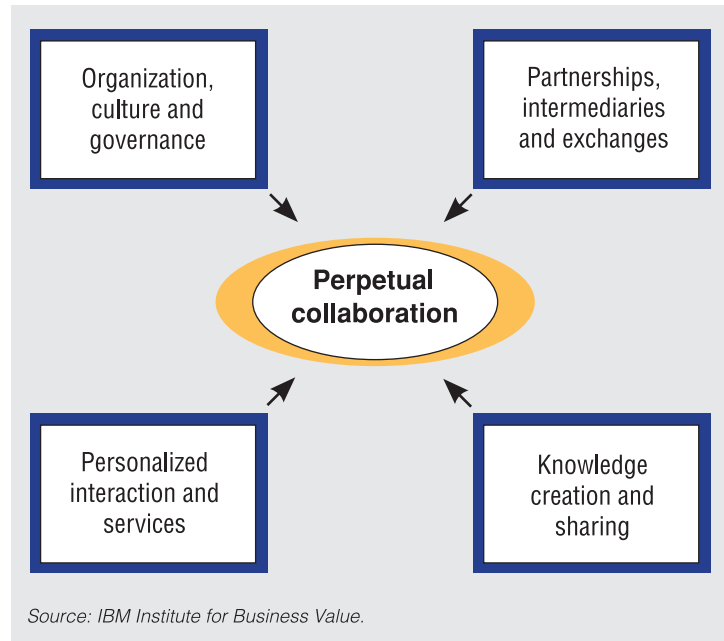 Organization,
culture and
governance
Partnerships,
intermediaries
and exchanges
Perpetual
collaboration
Personalized
interaction and
services
Knowledge
creation and
sharing
Source: IBM Institute for Business Value.